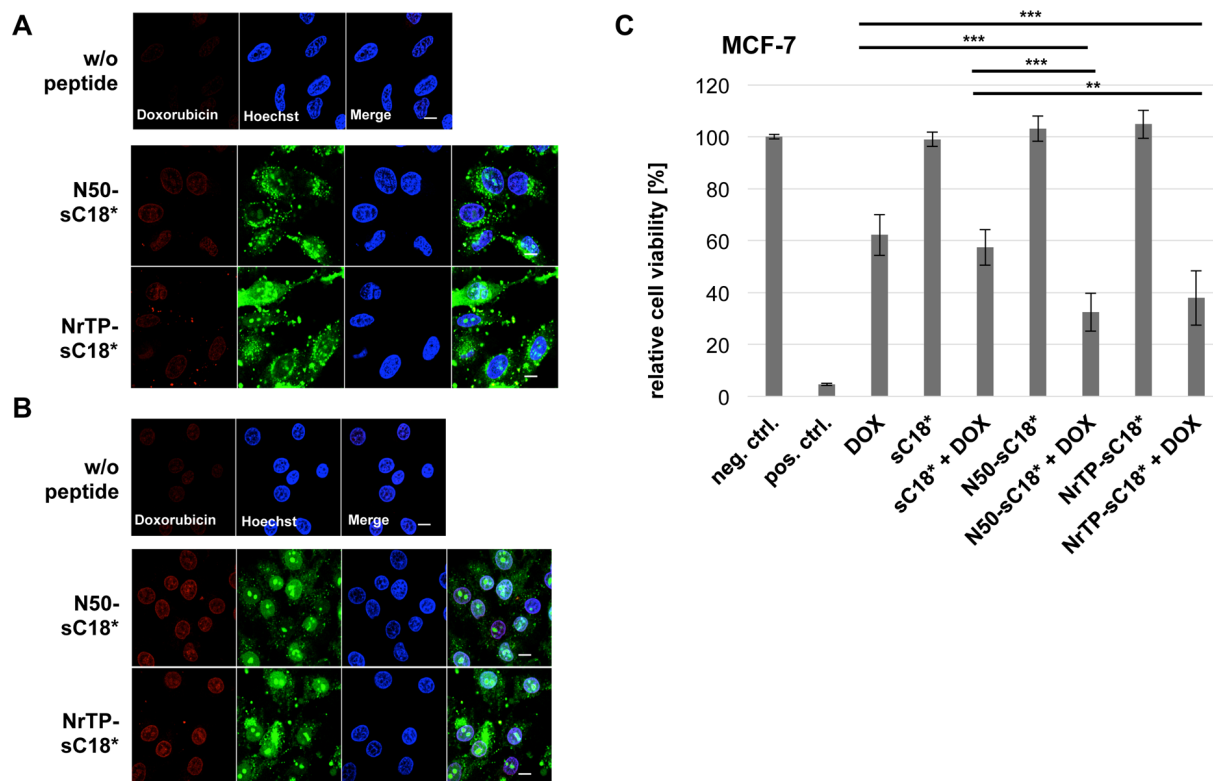 A
w/o
peptide
Doxorubicin
Hoechst
Merge
N50-
sC18*
NrTP-
sC18*
B
w/o
peptide
Doxorubicin
Hoechst
Merge
N50-
sC18*
NrTP-
sC18*
C
MCF-7
***
***
***
**
relative cell viability [%]
120
100
80
60
40
20
0
neg. ctrl.
pos. ctrl.
DOX
sC18*
sC18* + DOX
N50-sC18*
N50-sC18* + DOX
NrTP-sC18*
NrTP-sC18* + DOX